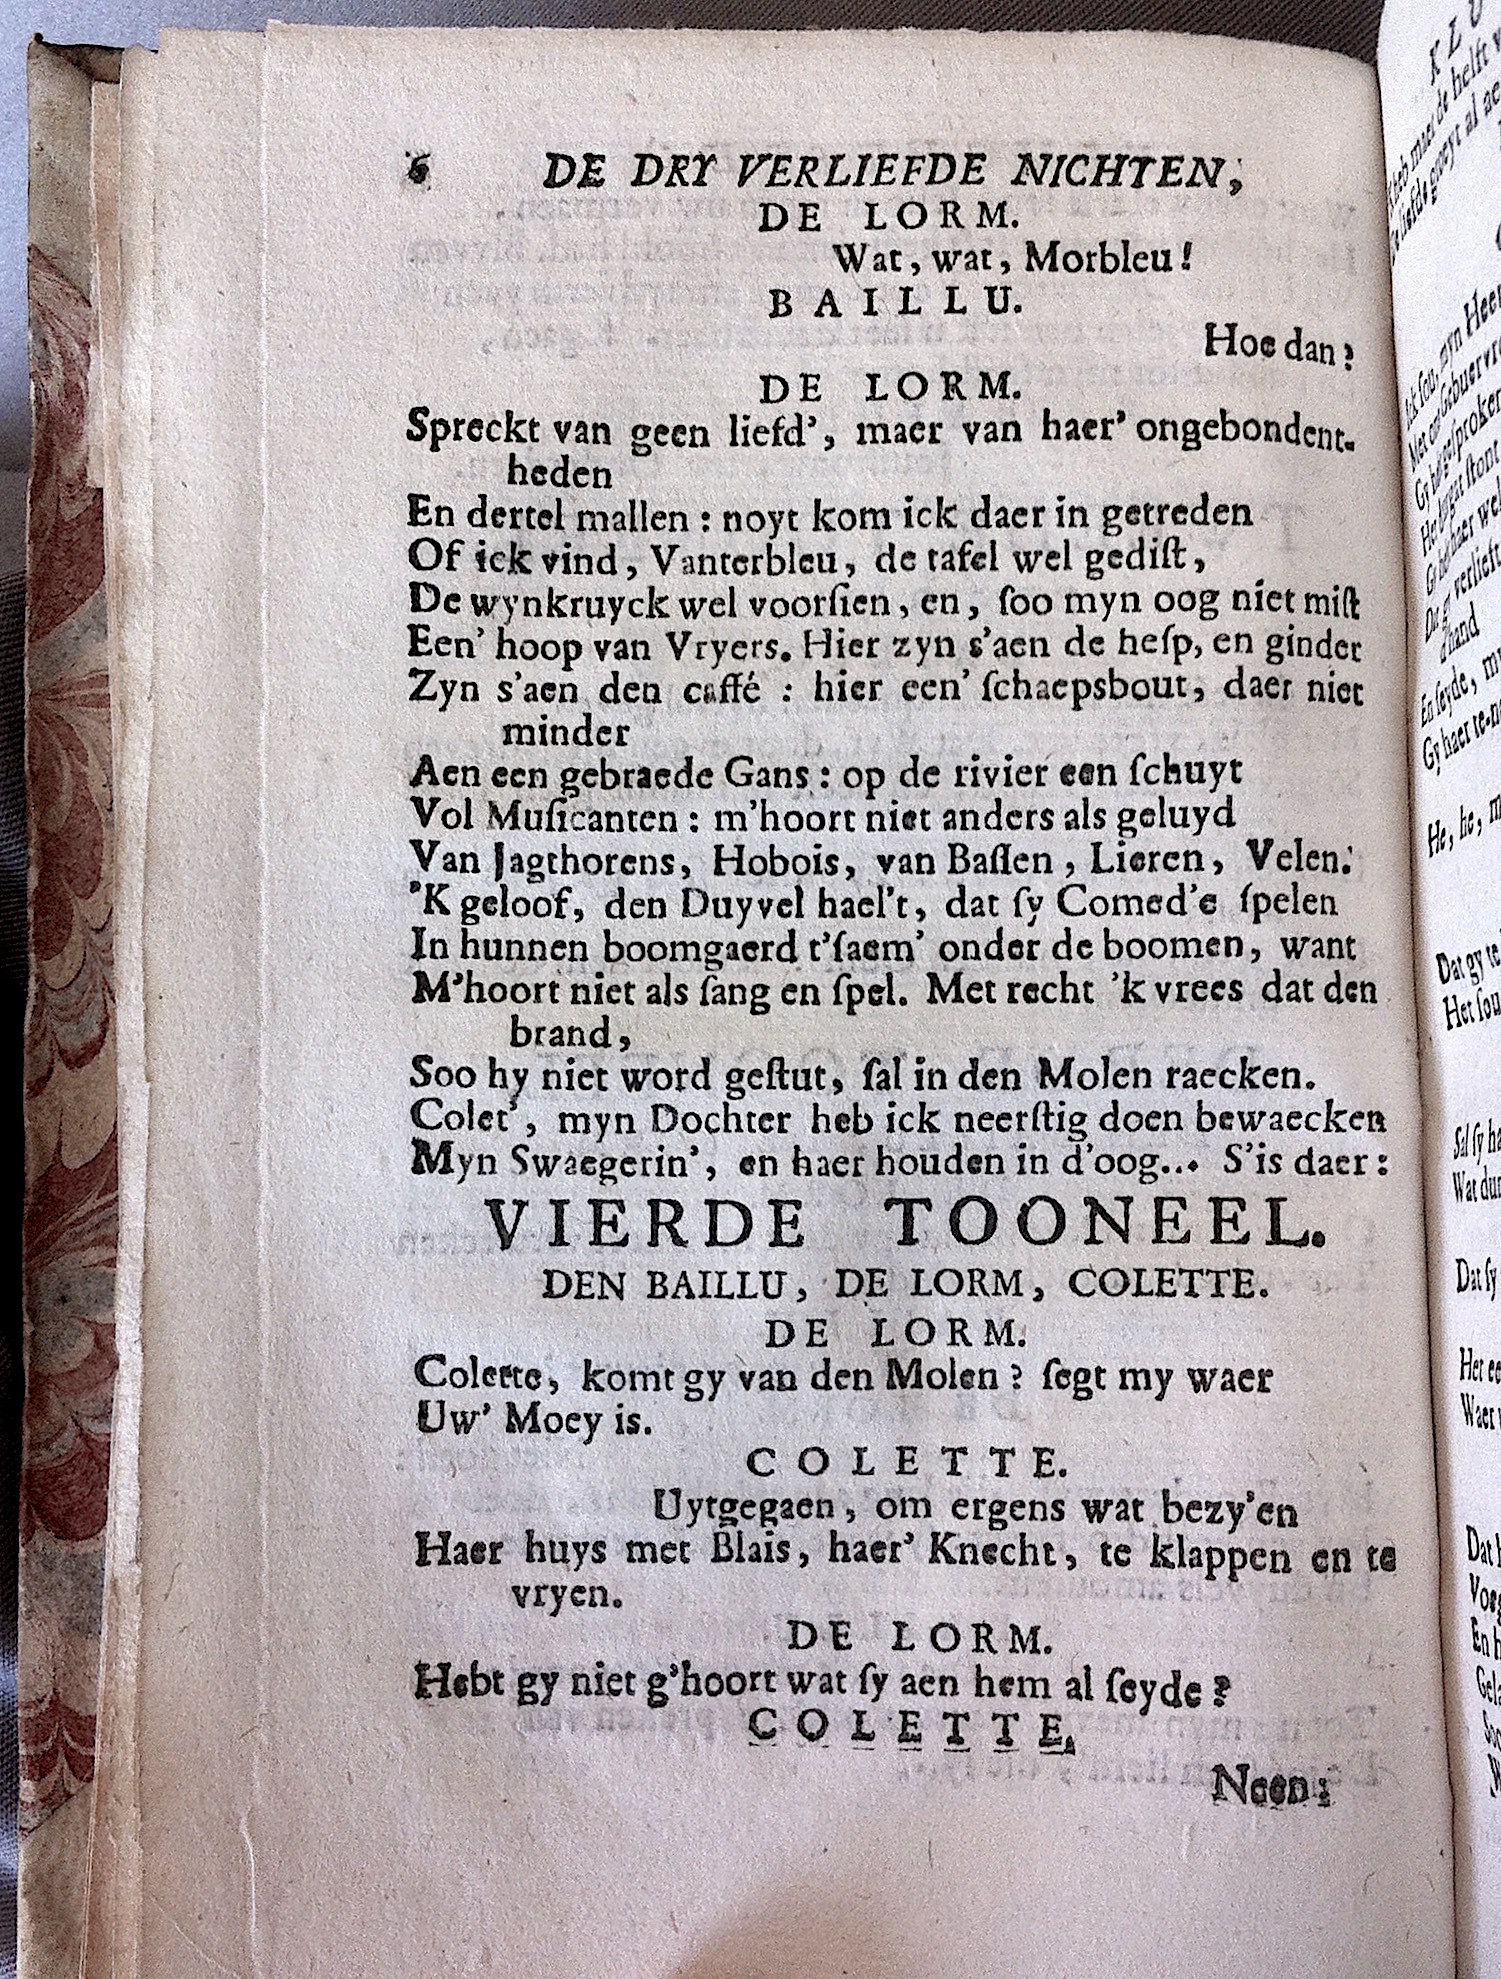 6 DE DRY VERLIEFDE NICHTEN,
DE LORM.
Wat, wat, Morbleu!
BAILLU.
Hoe dan?
DE LORM.
Spreckt van geen liefd', maer van haer' ongebondent-
heden
En dertel mallen : noyt kom ick daer in getreden
Of ick vind, Vanterbleu, de tafel wel gedist,
De wynkruyck wel voorsien, en, soo myn oog niet mist
Een' hoop van Vryers. Hier zyn s'aen de hesp, en ginder
Zyn s'aen den caffé : hier een' schaepsbout, daer niet
minder
Aen een gebraede Gans : op de rivier een schuyt
Vol Musicanten : m'hoort niet anders als geluyd
Van Jagthorens, Hobois, van Bassen, Lieren, Velen.
'K geloof, den Duyvel hael't, dat sy Comed'e spelen
In hunnen boomgaerd t'saem' onder de boomen, want
M'hoort niet als sang en spel. Met recht 'k vrees dat den
brand,
Soo hy niet word gestut, sal in den Molen raecken.
Colet', myn Dochter heb ick neerstig doen bewaecken
Myn Swaegerin', en haer houden in d'oog... S'is daer :
VIERDE TOONEEL.
DEN BAILLU, DE LORM, COLETTE.
DE LORM.
Colette, komt gy van den Molen? segt my waer
Uw' Moey is.
COLETTE.
Uytgegaen, om ergens wat bezy'en
Haer huys met Blais, haer' Knecht, te klappen en te
vryen.
DE LORM.
Hebt gy niet g'hoort wat sy aen hem al seyde?
COLETTE.
Neen: